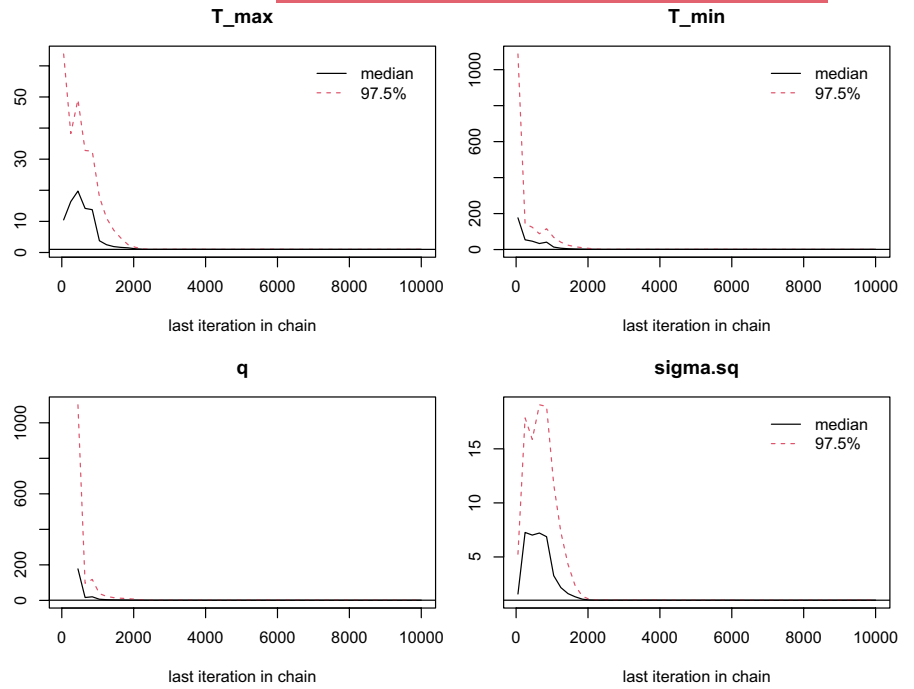 T_max
T_min
median
97.5%
0 10 30 50
0 2000 4000 6000 8000 10000
last iteration in chain
median
97.5%
0 200 600 1000
0 2000 4000 6000 8000 10000
last iteration in chain
q
sigma.sq
0 200 600 1000
0 2000 4000 6000 8000 10000
last iteration in chain
median
97.5%
5 10 15
0 2000 4000 6000 8000 10000
last iteration in chain